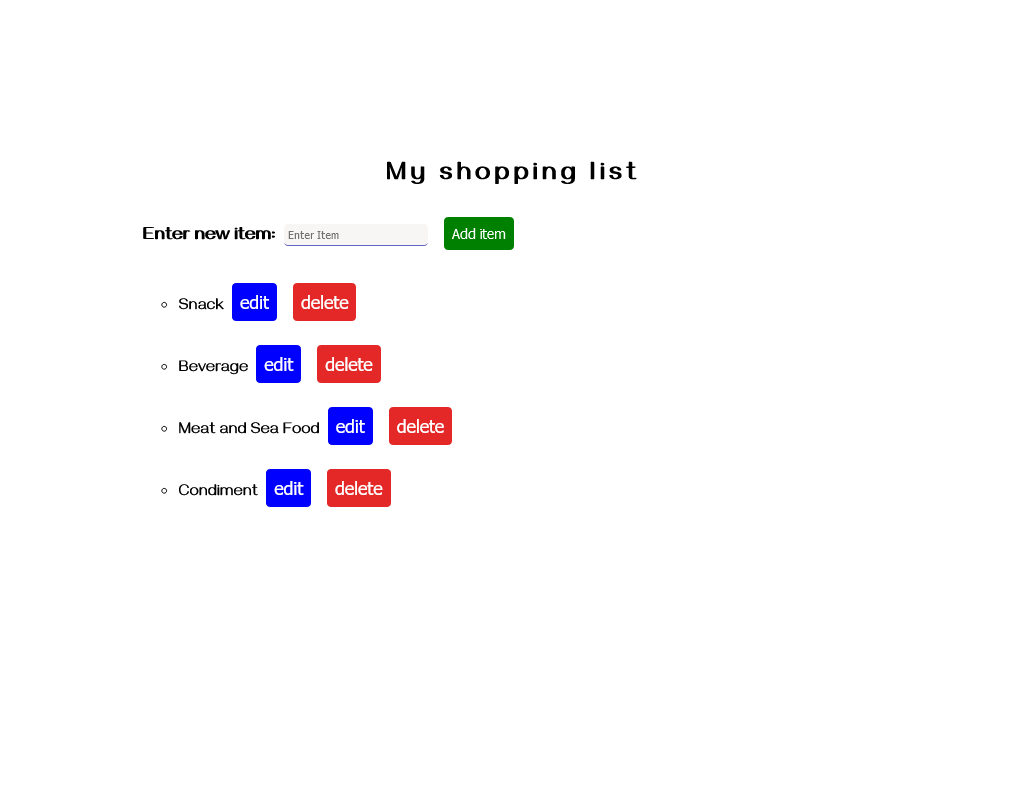 My shopping list
Enter new item: Enter Item Add item
Snack edit delete
Beverage edit delete
Meat and Sea Food edit delete
Condiment edit delete